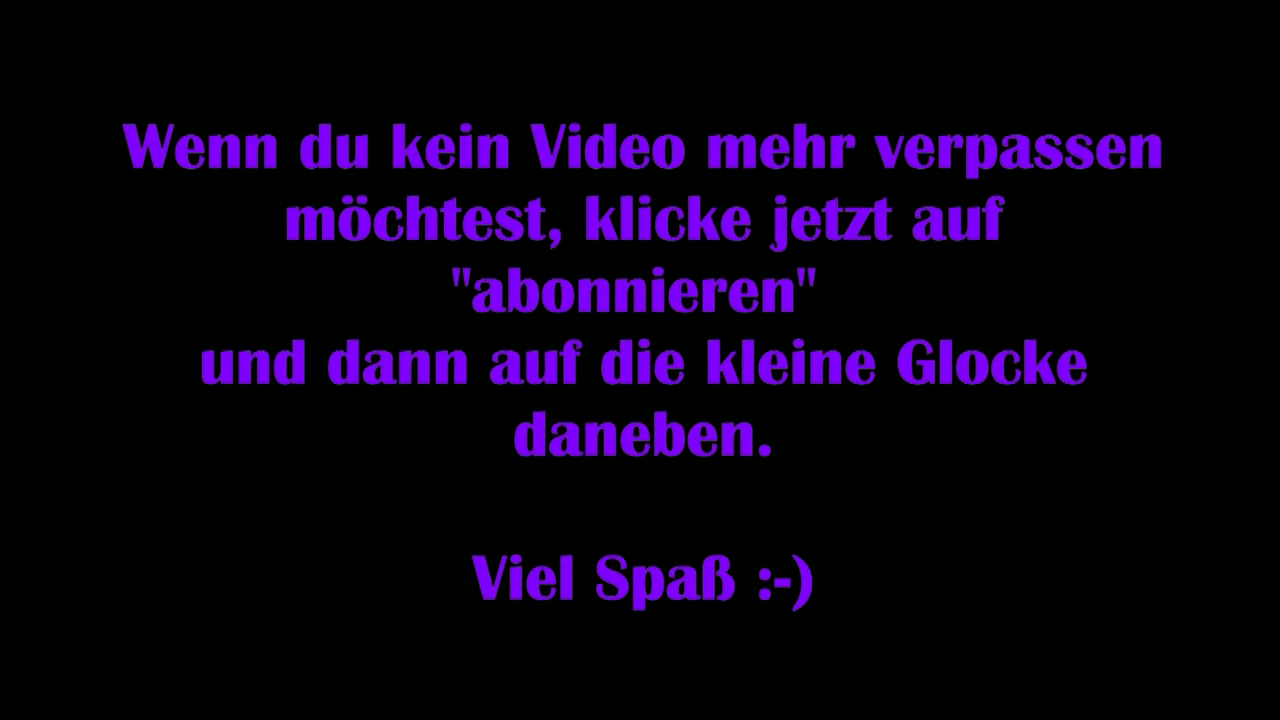 Wenn du kein Video mehr verpassen
möchtest, klicke jetzt auf
"abonnieren"
und dann auf die kleine Glocke
daneben.
Viel Spaß :-)